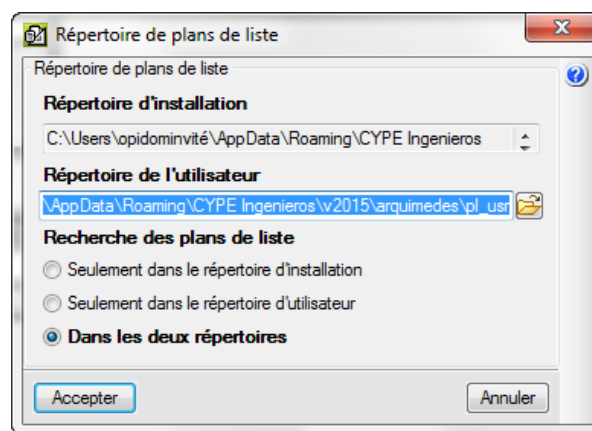 Répertoire de plans de liste
Répertoire de plans de liste
Répertoire d'installation
C:\Users\opidominvité\AppData\Roaming\CYPE Ingenieros
Répertoire de l'utilisateur
\AppData\Roaming\CYPE Ingenieros\v2015\arquimedes\pl_usr
Recherche des plans de liste
Seulement dans le répertoire d'installation
Seulement dans le répertoire d'utilisateur
Dans les deux répertoires
Accepter
Annuler